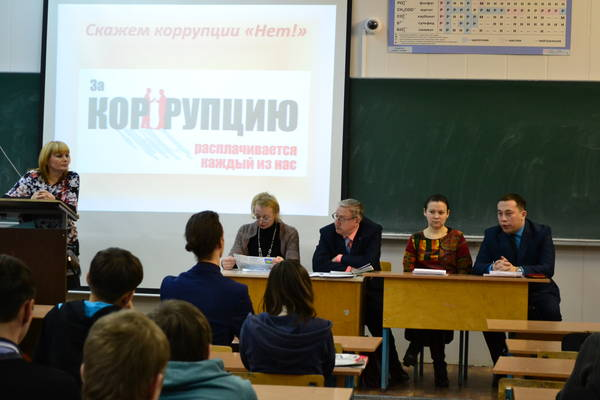 Скажем коррупции «Нет!»
За
КОРРУПЦИЮ
расплачивается
каждый из нас